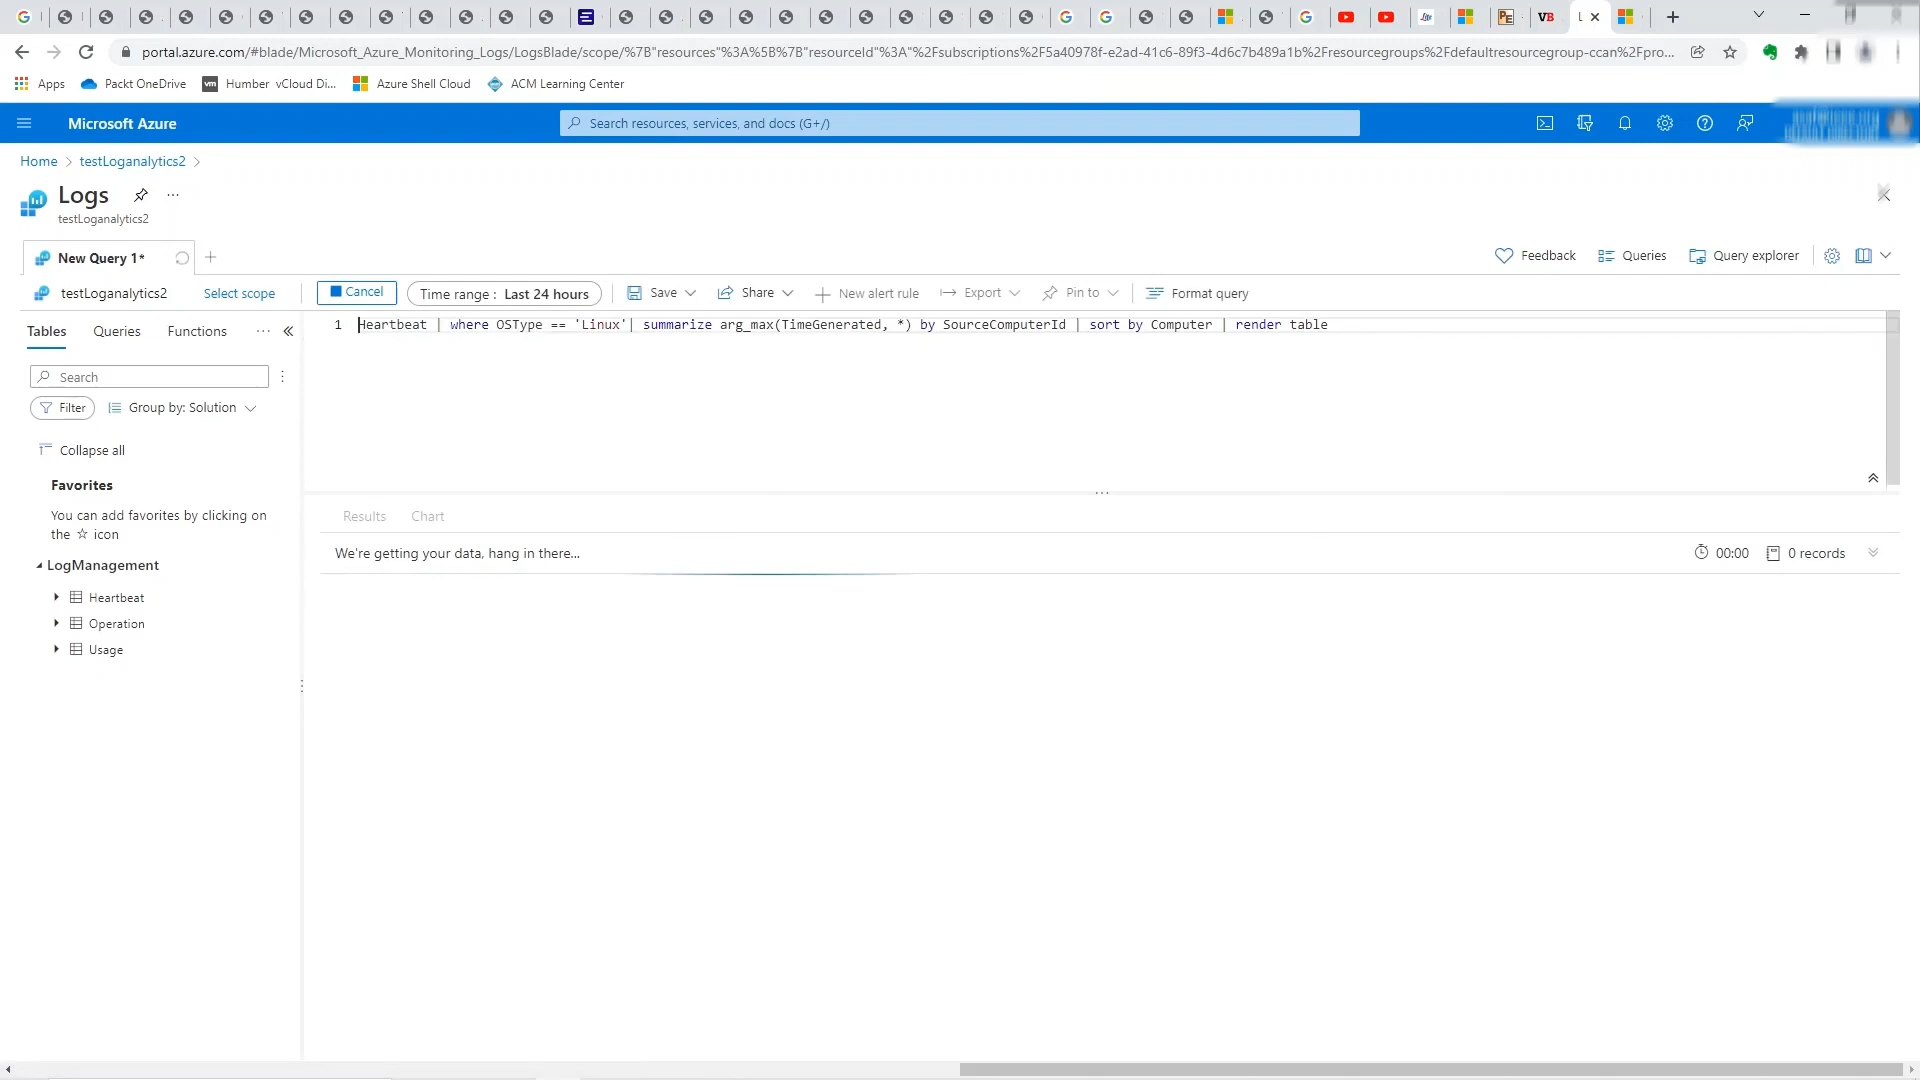 portal.azure.com/#blade/Microsoft_Azure_Monitoring_Logs/LogsBlade/scope/%7B"resources"%3A%5B%7B"resourceId"%3A"%2Fsubscriptions%2F5a40978f-e2ad-41c6-89f3-4d6c7b489a1b%2Fresourcegroups%2Fdefaultresourcegroup-ccan%2Fpro...
Apps
Packt OneDrive
vm
Humber vCloud Di...
Azure Shell Cloud
ACM Learning Center
Microsoft Azure
Search resources, services, and docs (G+/)
Home > testLoganalytics2 >
Logs
...
testLoganalytics2
New Query 1*
Feedback
Queries
Query explorer
testLoganalytics2
Select scope
Cancel
Time range : Last 24 hours
Save
Share
New alert rule
Export
Pin to
Format query
Tables
Queries
Functions
...
1 Heartbeat | where OSType == 'Linux'| summarize arg_max(TimeGenerated, *) by SourceComputerId | sort by Computer | render table
Search
Filter
Group by: Solution
Collapse all
Favorites
You can add favorites by clicking on
the ☆ icon
LogManagement
Heartbeat
Operation
Usage
Results
Chart
We're getting your data, hang in there...
00:00
0 records